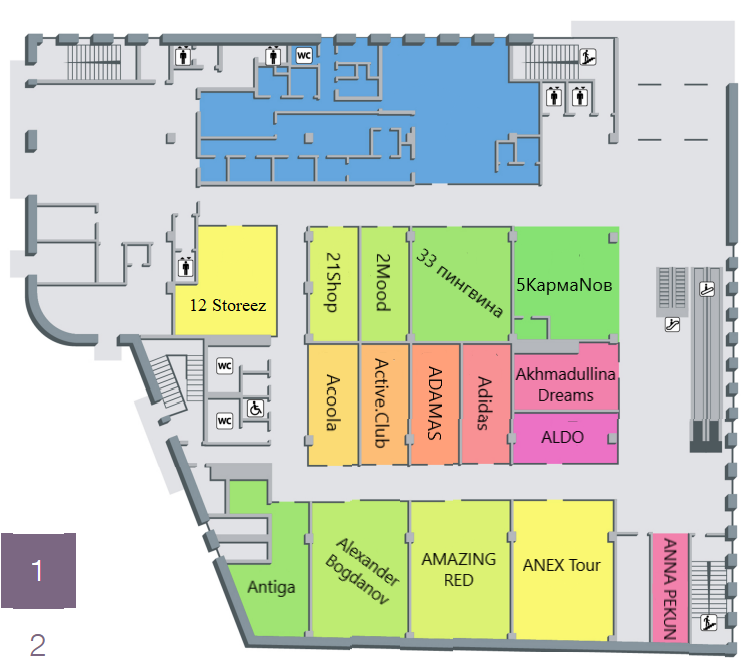 WC
21Shop
2Mood
33 пингвина
5КармаNов
12 Storeez
WC
WC
Acoola
Active.Club
ADAMAS
Adidas
Akhmadullina
Dreams
ALDO
Antiga
Alexander
Bogdanov
AMAZING
RED
ANEX Tour
ANNA PEKUN
1
2